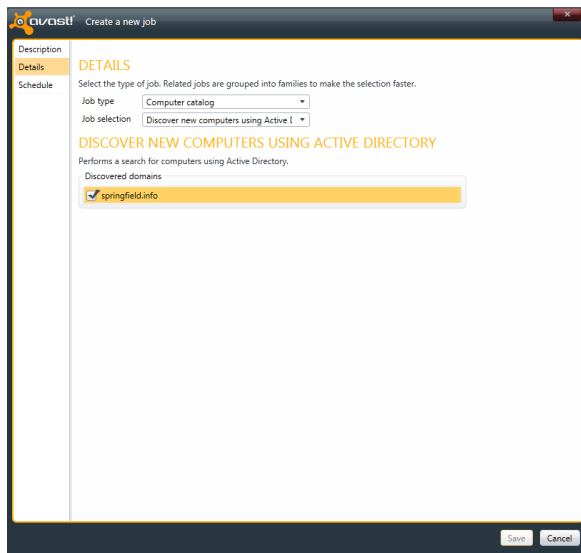 avast! Create a new job
Description
Details
Schedule
DETAILS
Select the type of job. Related jobs are grouped into families to make the selection faster.
Job type Computer catalog
Job selection Discover new computers using Active
DISCOVER NEW COMPUTERS USING ACTIVE DIRECTORY
Performs a search for computers using Active Directory.
Discovered domains
springfield.info
Save Cancel